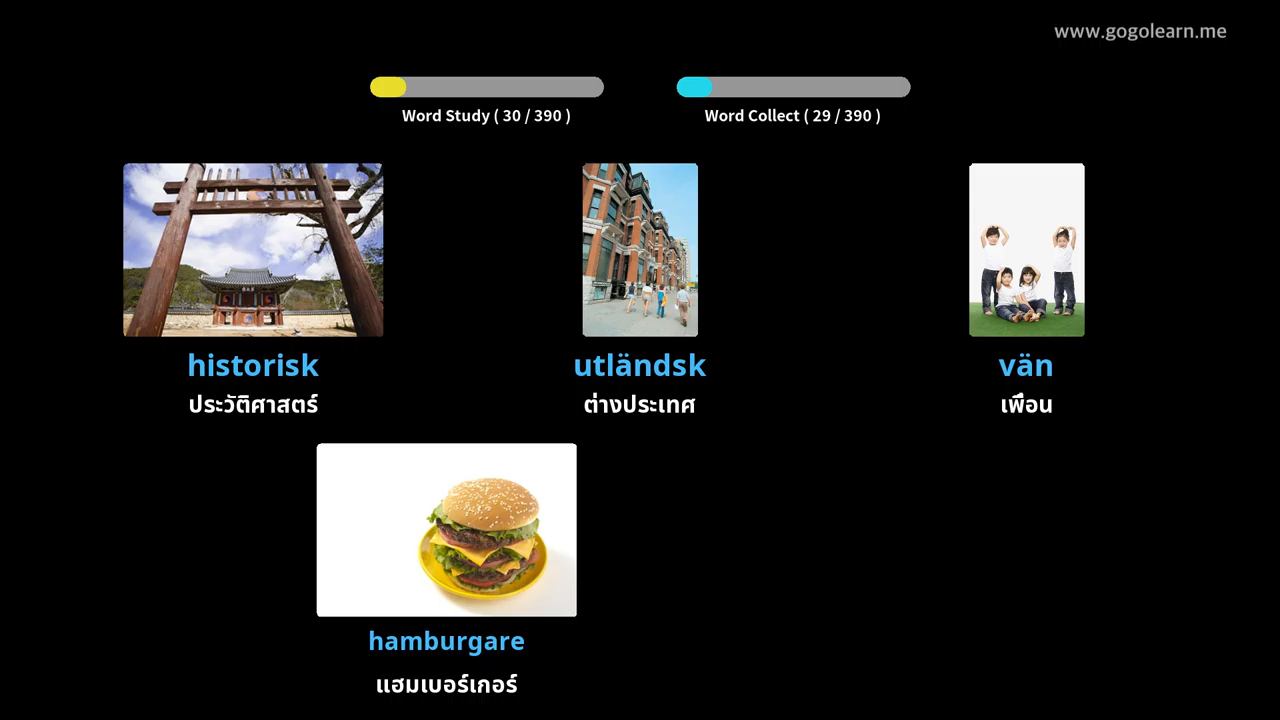 www.gogolearn.me
Word Study ( 30 / 390 )
Word Collect ( 29 / 390 )
historisk
ประวัติศาสตร์
utländsk
ต่างประเทศ
vän
เพื่อน
hamburgare
แฮมเบอร์เกอร์